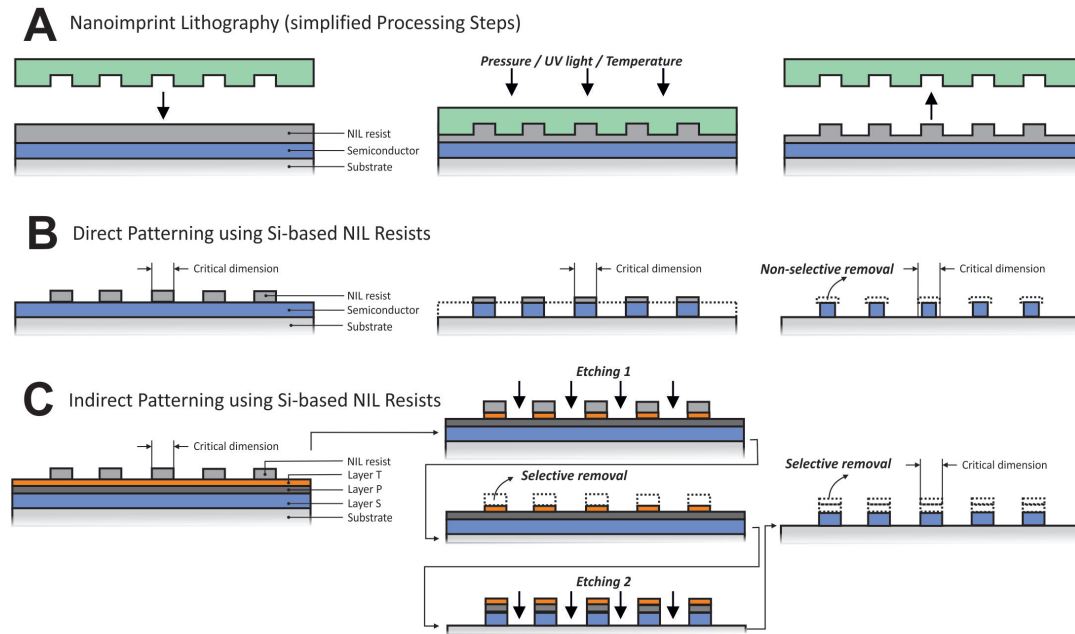 A Nanoimprint Lithography (simplified Processing Steps)
Pressure / UV light / Temperature
NIL resist
Semiconductor
Substrate
B Direct Patterning using Si-based NIL Resists
Critical dimension
NIL resist
Semiconductor
Substrate
Critical dimension
Non-selective removal
Critical dimension
C Indirect Patterning using Si-based NIL Resists
Critical dimension
NIL resist
Layer T
Layer P
Layer S
Substrate
Etching 1
Selective removal
Etching 2
Selective removal
Critical dimension